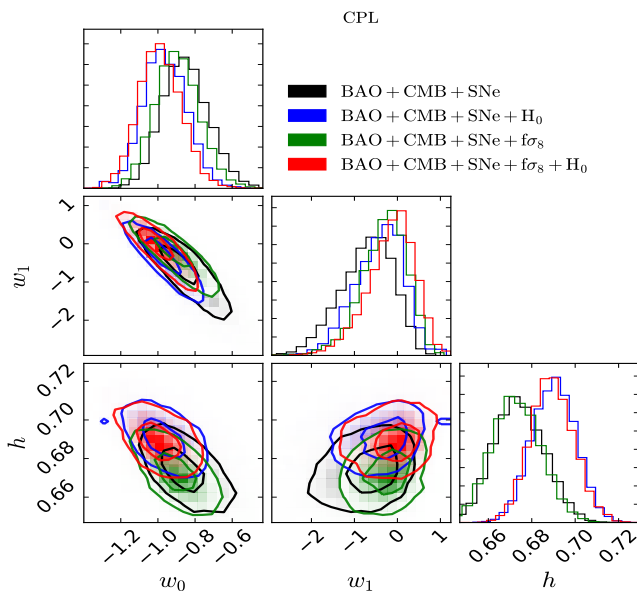 CPL
BAO + CMB + SNe
BAO + CMB + SNe + H₀
BAO + CMB + SNe + fσ₈
BAO + CMB + SNe + fσ₈ + H₀
w₁
1
0
−1
−2
h
0.72
0.70
0.68
0.66
−1.2 −1.0 −0.8 −0.6
w₀
−2 −1 0 1
w₁
0.66 0.68 0.70 0.72
h